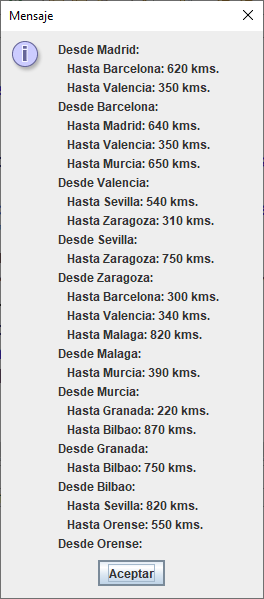 Mensaje
Desde Madrid:
Hasta Barcelona: 620 kms.
Hasta Valencia: 350 kms.
Desde Barcelona:
Hasta Madrid: 640 kms.
Hasta Valencia: 350 kms.
Hasta Murcia: 650 kms.
Desde Valencia:
Hasta Sevilla: 540 kms.
Hasta Zaragoza: 310 kms.
Desde Sevilla:
Hasta Zaragoza: 750 kms.
Desde Zaragoza:
Hasta Barcelona: 300 kms.
Hasta Valencia: 340 kms.
Hasta Malaga: 820 kms.
Desde Malaga:
Hasta Murcia: 390 kms.
Desde Murcia:
Hasta Granada: 220 kms.
Hasta Bilbao: 870 kms.
Desde Granada:
Hasta Bilbao: 750 kms.
Desde Bilbao:
Hasta Sevilla: 820 kms.
Hasta Orense: 550 kms.
Desde Orense:
Aceptar